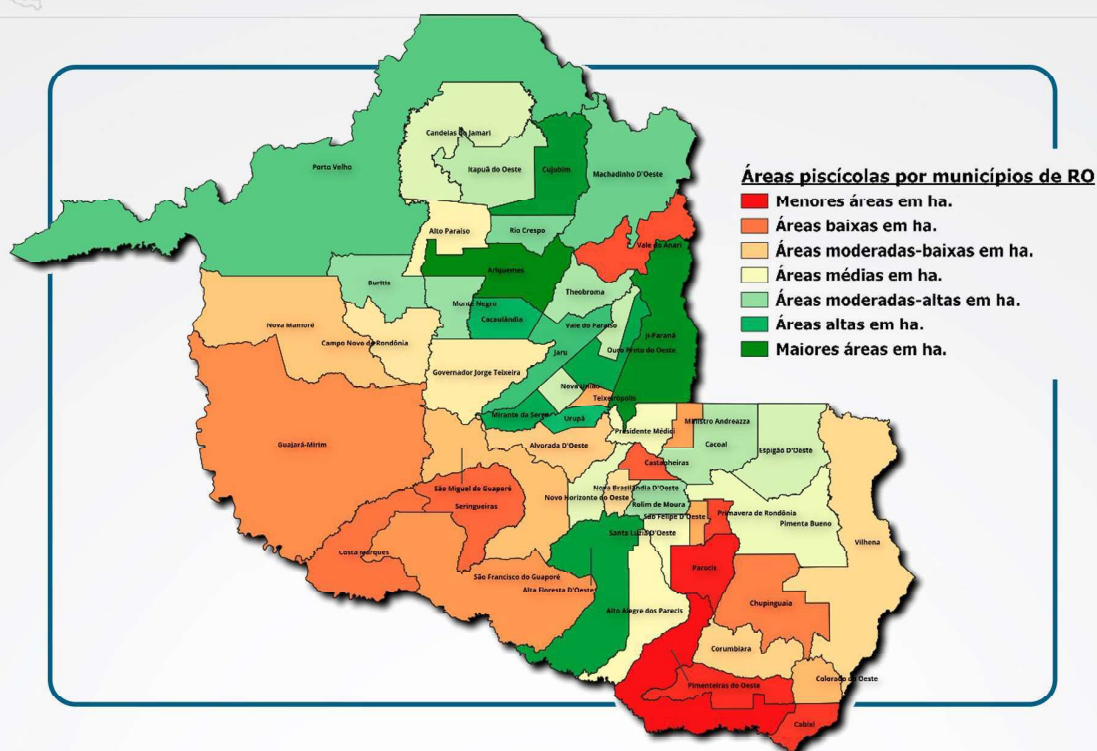 Candeias do Jamari
Porto Velho
Itapuã do Oeste
Cujubim
Machadinho D'Oeste
Áreas piscícolas por municípios de RO
Menores áreas em ha.
Áreas baixas em ha.
Áreas moderadas-baixas em ha.
Áreas médias em ha.
Áreas moderadas-altas em ha.
Áreas altas em ha.
Maiores áreas em ha.
Alto Paraíso
Rio Crespo
Vale do Anari
Ariquemes
Buritis
Theobroma
Monte Negro
Cacaulândia
Nova Mamoré
Vale do Paraíso
Ji-Paraná
Campo Novo de Rondônia
Jaru
Ouro Preto do Oeste
Governador Jorge Teixeira
Nova União
Teixeirópolis
Mirante da Serra
Urupá
Ministro Andreazza
Presidente Médici
Guajará-Mirim
Alvorada D'Oeste
Cacoal
Espigão D'Oeste
Castanheiras
São Miguel do Guaporé
Nova Brasilândia D'Oeste
Seringueiras
Novo Horizonte do Oeste
Rolim de Moura
São Felipe D'Oeste
Primavera de Rondônia
Pimenta Bueno
Santa Luzia D'Oeste
Vilhena
Costa Marques
Parecis
São Francisco do Guaporé
Alta Floresta D'Oeste
Chupinguaia
Alto Alegre dos Parecis
Corumbiara
Colorado do Oeste
Pimenteiras do Oeste
Cabixi